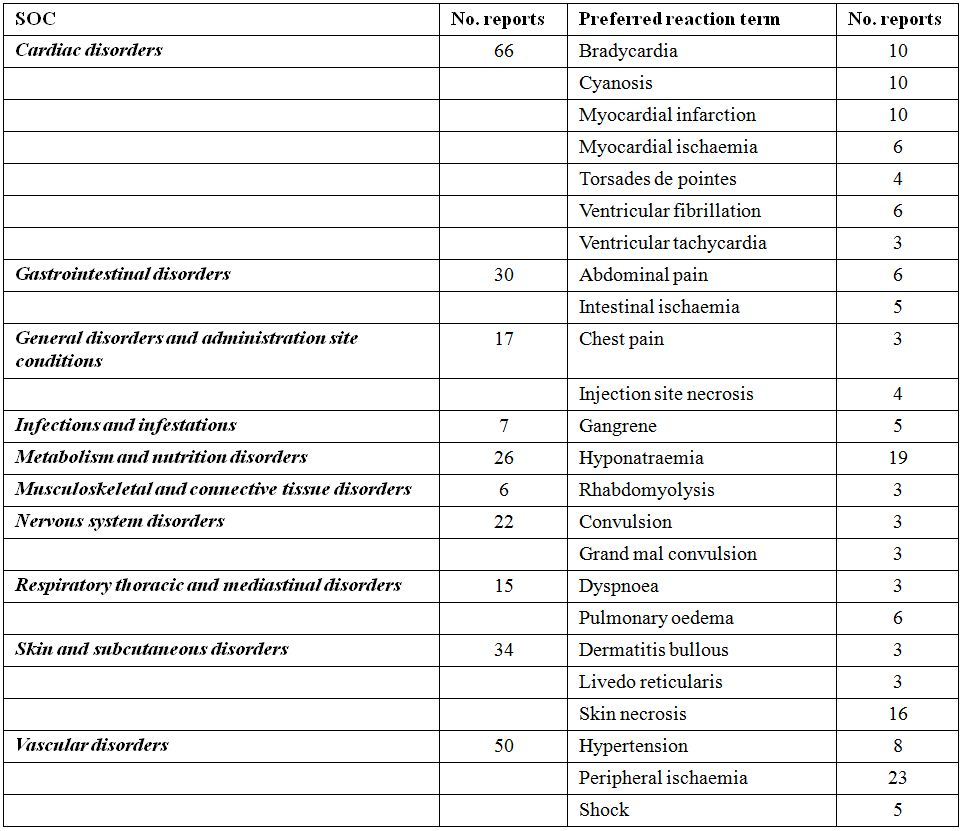 SOC No. reports Preferred reaction term No. reports
Cardiac disorders 66 Bradycardia 10
Cyanosis 10
Myocardial infarction 10
Myocardial ischaemia 6
Torsades de pointes 4
Ventricular fibrillation 6
Ventricular tachycardia 3
Gastrointestinal disorders 30 Abdominal pain 6
Intestinal ischaemia 5
General disorders and administration site 17 Chest pain 3
conditions
Injection site necrosis 4
Infections and infestations 7 Gangrene 5
Metabolism and nutrition disorders 26 Hyponatraemia 19
Musculoskeletal and connective tissue disorders 6 Rhabdomyolysis 3
Nervous system disorders 22 Convulsion 3
Grand mal convulsion 3
Respiratory thoracic and mediastinal disorders 15 Dyspnoea 3
Pulmonary oedema 6
Skin and subcutaneous disorders 34 Dermatitis bullous 3
Livedo reticularis 3
Skin necrosis 16
Vascular disorders 50 Hypertension 8
Peripheral ischaemia 23
Shock 5